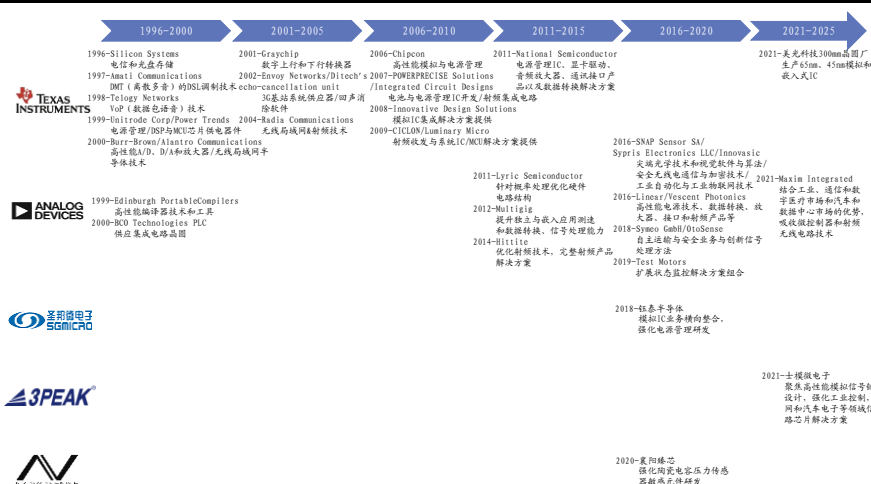 1996-2000
2001-2005
2006-2010
2011-2015
2016-2020
2021-2025
TEXAS
INSTRUMENTS
1996-Silicon Systems
电信和光盘存储
1997-Amati Communications
DMT（离散多音）的DSL调制技术
1998-Telogy Networks
VoP（数据包语音）技术
1999-Unitrode Corp/Power Trends
电源管理/DSP与MCU芯片供电器件
2000-Burr-Brown/Alantro Communications
高性能A/D、D/A和放大器/无线局域网半
导体技术
2001-Graychip
数字上行和下行转换器
2002-Envoy Networks/Ditech's
echo-cancellation unit
3G基站系统供应器/回声消
除软件
2004-Radia Communications
无线局域网&射频技术
2006-Chipcon
高性能模拟与电源管理
2007-POWERPRECISE Solutions
/Integrated Circuit Designs
电池与电源管理IC开发/射频集成电路
2008-Innovative Design Solutions
模拟IC集成解决方案提供
2009-CICLON/Luminary Micro
射频收发与系统IC/MCU解决方案提供
2011-National Semiconductor
电源管理IC、显卡驱动、
音频放大器、通讯接口产
品以及数据转换解决方案
2021-美光科技300mm晶圆厂
生产65nm、45nm模拟和
嵌入式IC
ANALOG
DEVICES
1999-Edinburgh PortableCompilers
高性能编译器技术和工具
2000-BCO Technologies PLC
供应集成电路晶圆
2011-Lyric Semiconductor
针对概率处理优化硬件
电路结构
2012-Multigig
提升独立与嵌入应用测速
和数据转换、信号处理能力
2014-Hittite
优化射频技术，完整射频产品
解决方案
2016-SNAP Sensor SA/
Sypris Electronics LLC/Innovasic
尖端光学技术和视觉软件与算法/
安全无线电通信与加密技术/
工业自动化与工业物联网技术
2016-Linear/Vescent Photonics
高性能电源技术、数据转换、放
大器、接口和射频产品等
2018-Symeo GmbH/OtoSense
自主运输与安全业务与创新信号
处理方法
2019-Test Motors
扩展状态监控解决方案组合
2021-Maxim Integrated
结合工业、通信和数
字医疗市场和汽车和
数据中心市场的优势，
吸收微控制器和射频
无线电路技术
圣邦微电子
SGMICRO
2018-钰泰半导体
模拟IC业务横向整合，
强化电源管理研发
3PEAK
2021-士模微电子
聚焦高性能模拟信号链
设计，强化工业控制，
网和汽车电子等领域信
路芯片解决方案
2020-襄阳臻芯
强化陶瓷电容压力传感
器敏感元件研发